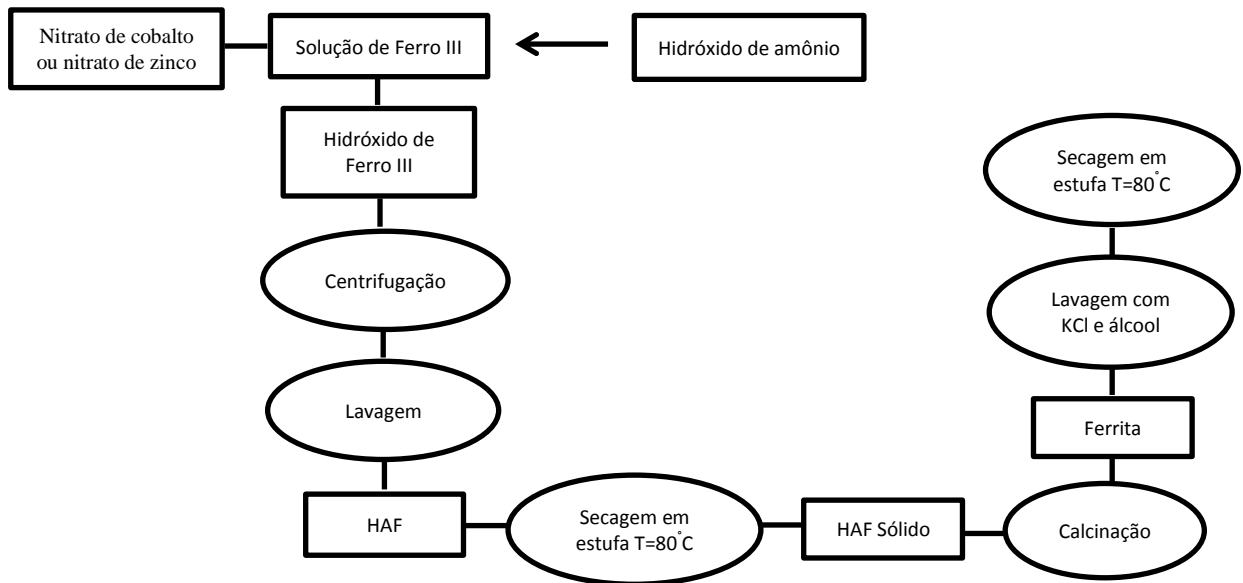 Nitrato de cobalto
ou nitrato de zinco
Solução de Ferro III
Hidróxido de amônio
Hidróxido de
Ferro III
Centrifugação
Lavagem
HAF
Secagem em
estufa T=80°C
HAF Sólido
Calcinação
Ferrita
Lavagem com
KCl e álcool
Secagem em
estufa T=80°C